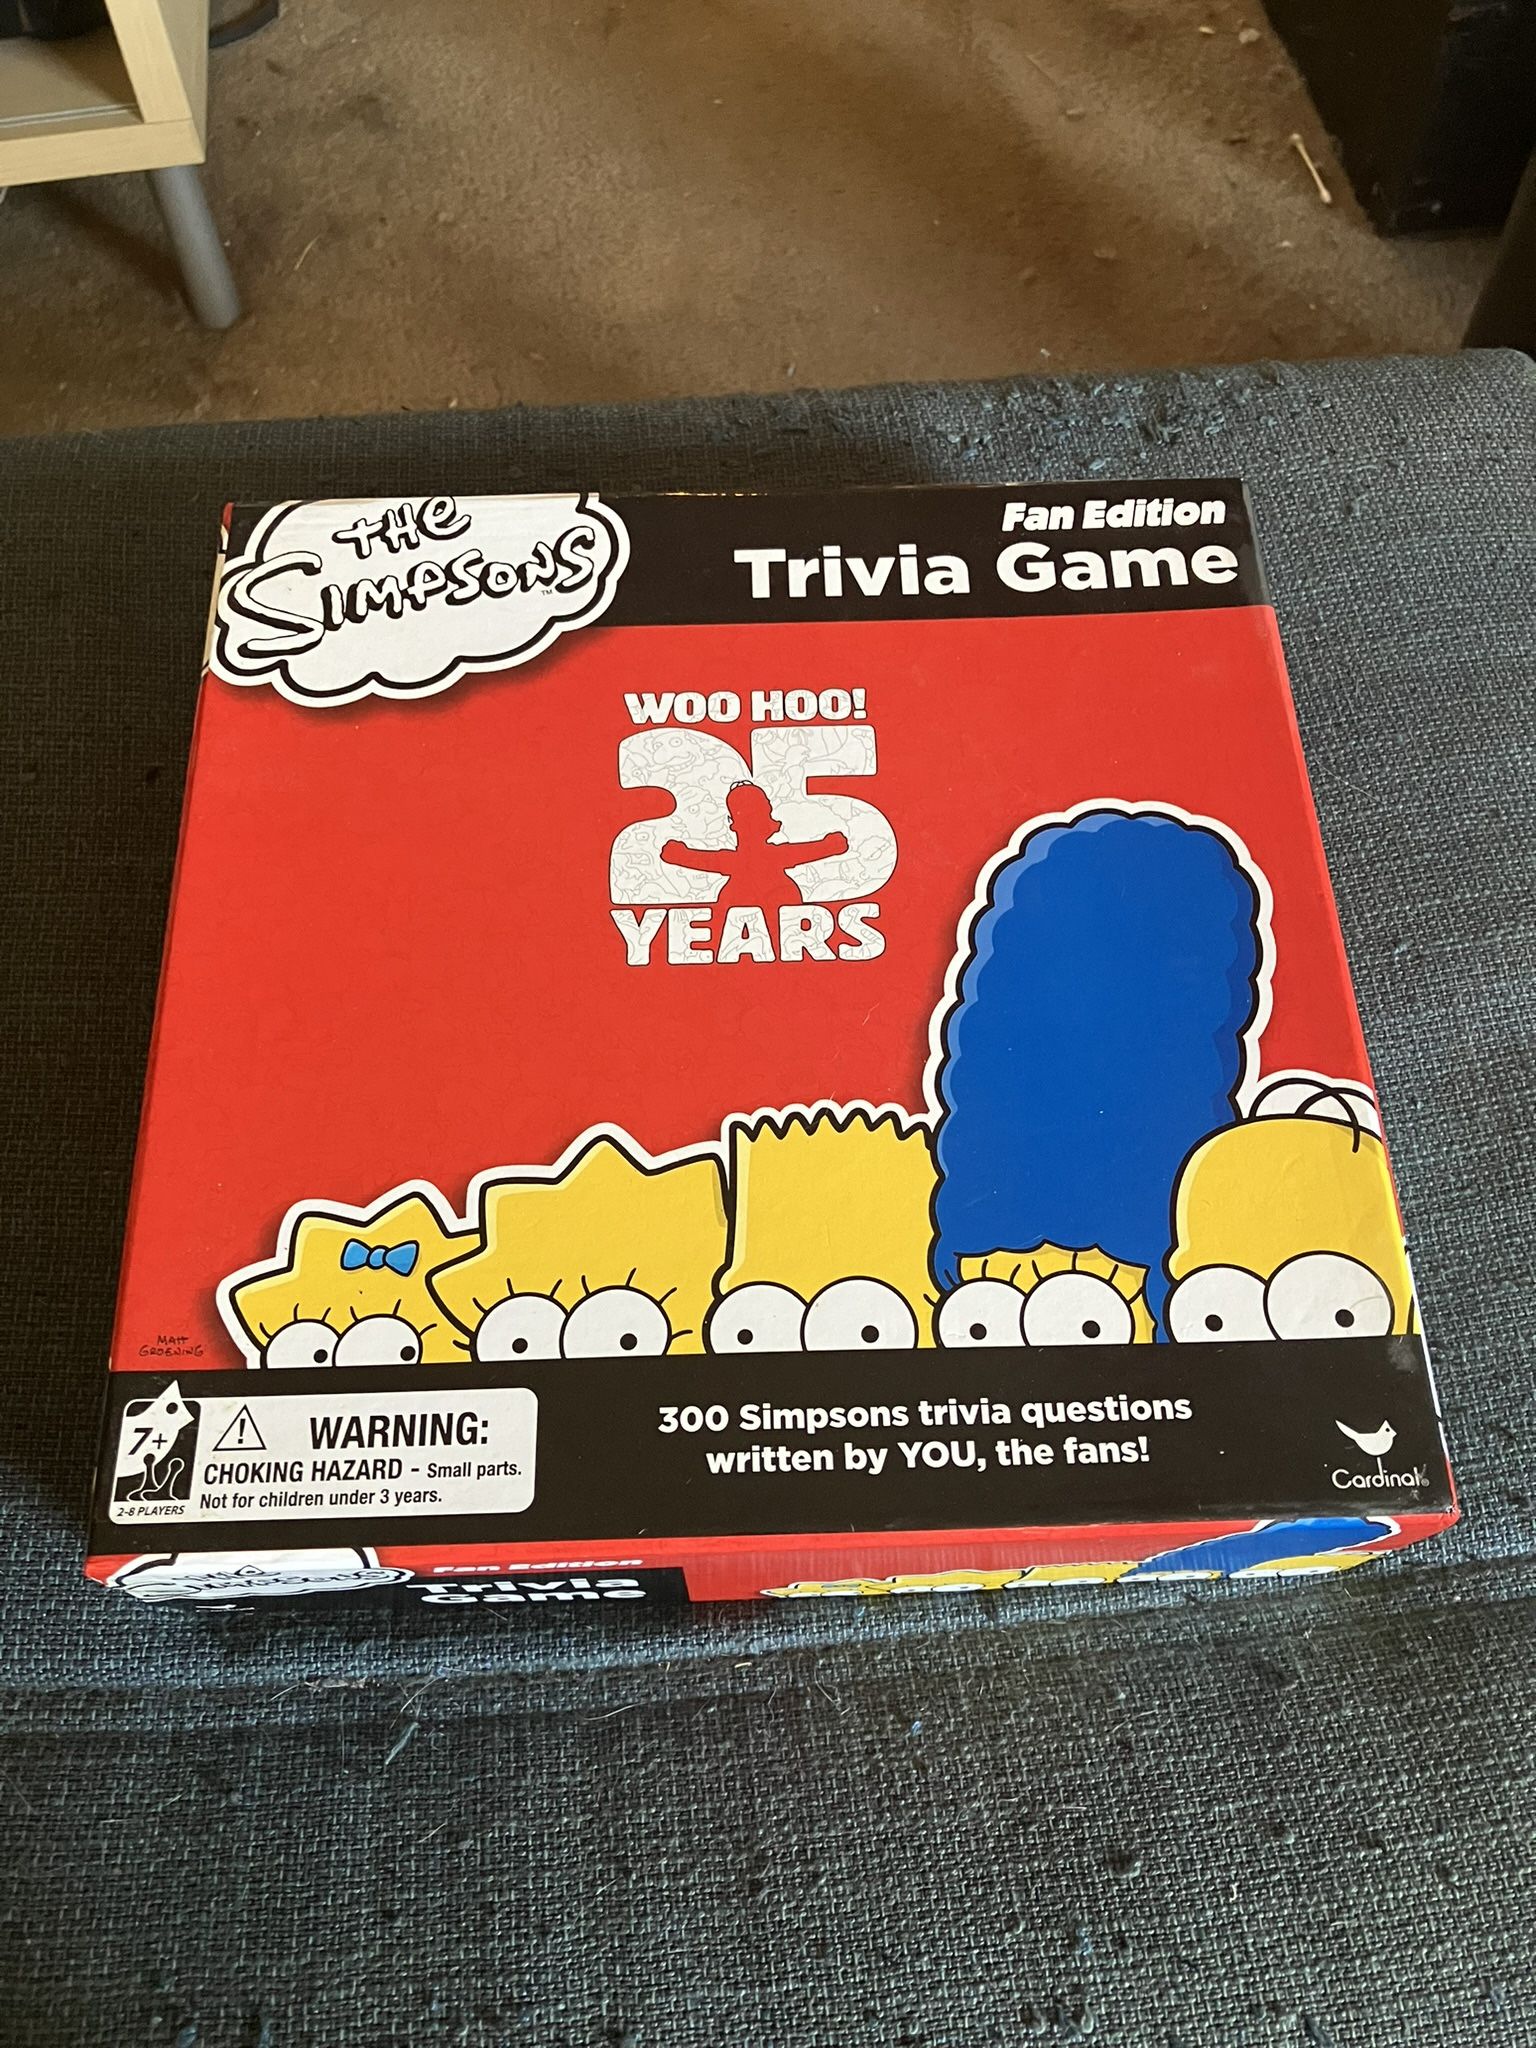 THE
SIMPSONS™
Fan Edition
Trivia Game
WOO HOO!
25
YEARS
MATT
GROENING
7+
2-8 PLAYERS
WARNING:
CHOKING HAZARD - Small parts.
Not for children under 3 years.
300 Simpsons trivia questions
written by YOU, the fans!
Cardinal®
THE
SIMPSONS
Fan Edition
Trivia
Game